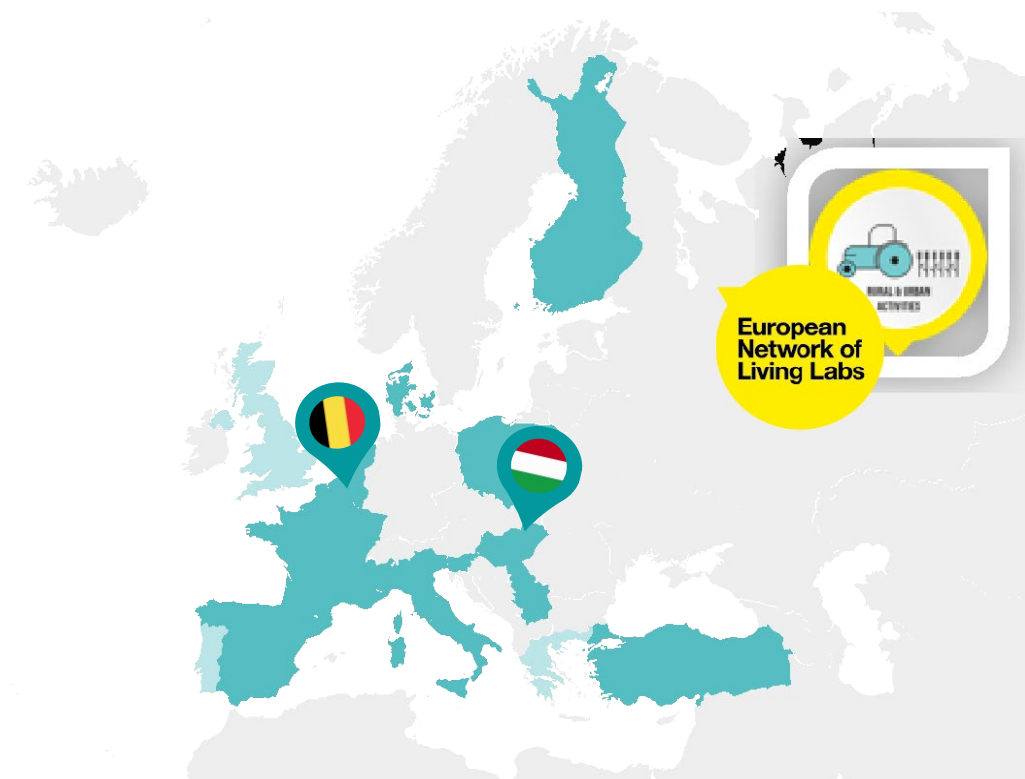 RURAL & URBAN
ACTIVITIES
European
Network of
Living Labs